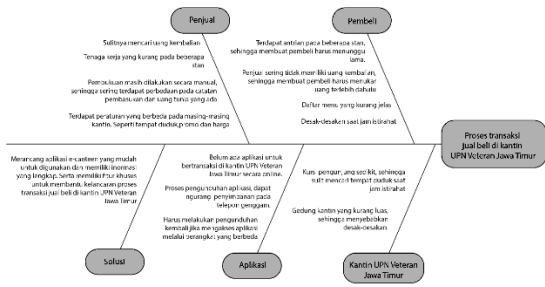 Penjual
Sulitnya mencari uang kembalian
Tenaga kerja yang kurang pada beberapa
stan
Pembukuan masih dilakukan secara manual,
sehingga sering terdapat perbedaan pada catatan
pembasukan dan uang tunai yang ada
Terdapat peraturan yang berbeda pada masing-masing
kantin. Seperti tempat duduk,promo dan harga
Pembeli
Terdapat antrian pada beberapa stan,
sehingga membuat pembeli harus menunggu
lama.
Penjual sering tidak memiliki uang kembalian,
sehingga membuat pembeli harus menukar
uang terlebih dahulu
Daftar menu yang kurang jelas
Desak-desakan saat jam istirahat
Proses transaksi
jual beli di kantin
UPN Veteran Jawa Timur
Merancang aplikasi e-canteen yang mudah
untuk digunakan dan memiliki informasi
yang lengkap. Serta memiliki fitur khusus
untuk membantu kelancaran proses
transaksi jual beli di kantin UPN Veteran
Jawa Timur
Solusi
Belum ada aplikasi untuk
bertransaksi di kantin UPN Veteran
Jawa Timur secara online.
Proses pengunduhan aplikasi, dapat
ngurangi penyimpanan pada
telepon genggam.
Harus melakukan pengunduhan
kembali jika mengakses aplikasi
melalui perangkat yang berbeda
Aplikasi
Kursi pengunjung sedikit, sehingga
sulit mencari tempat duduk saat
jam istirahat
Gedung kantin yang kurang luas,
sehingga menyebabkan
desak-desakan.
Kantin UPN Veteran
Jawa Timur